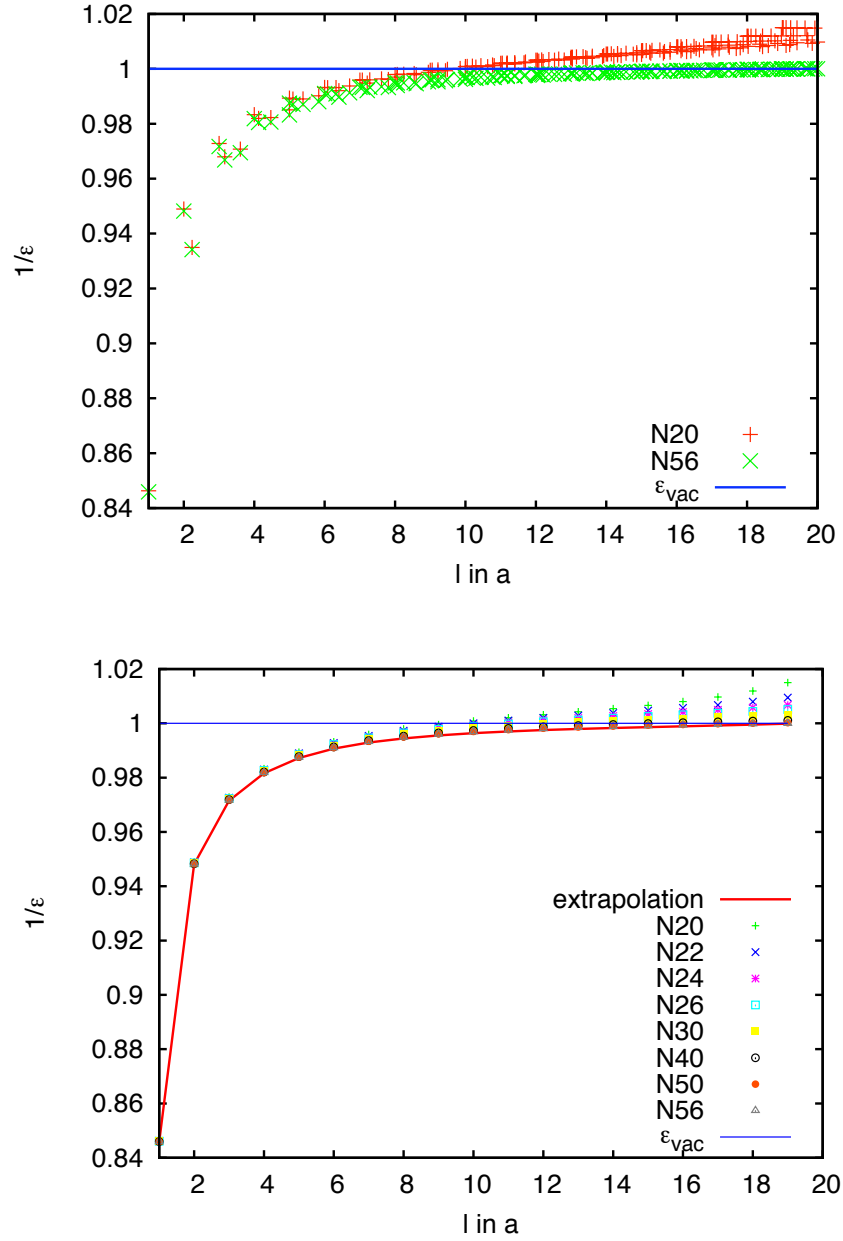 1.02
1
0.98
0.96
0.94
0.92
0.9
0.88
0.86
0.84
1/ε
N20
N56
εvac
2 4 6 8 10 12 14 16 18 20
l in a
1.02
1
0.98
0.96
0.94
0.92
0.9
0.88
0.86
0.84
1/ε
extrapolation
N20
N22
N24
N26
N30
N40
N50
N56
εvac
2 4 6 8 10 12 14 16 18 20
l in a